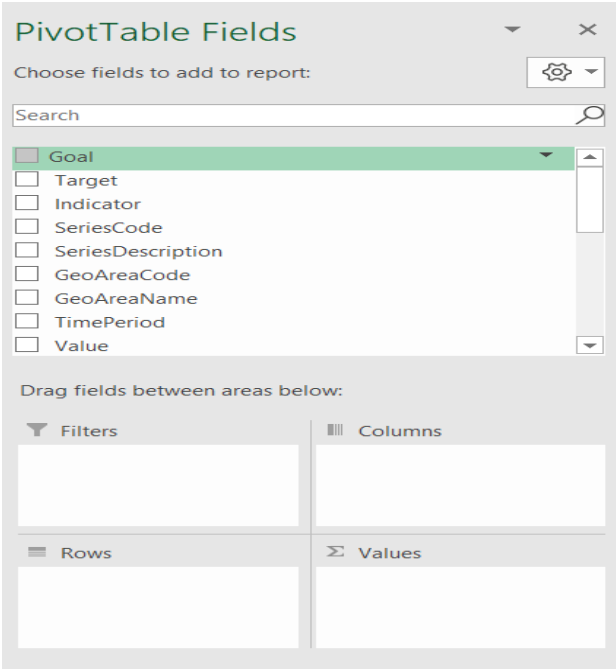 PivotTable Fields
Choose fields to add to report:
Search
Goal
Target
Indicator
SeriesCode
SeriesDescription
GeoAreaCode
GeoAreaName
TimePeriod
Value
Drag fields between areas below:
Filters
Columns
Rows
Σ Values